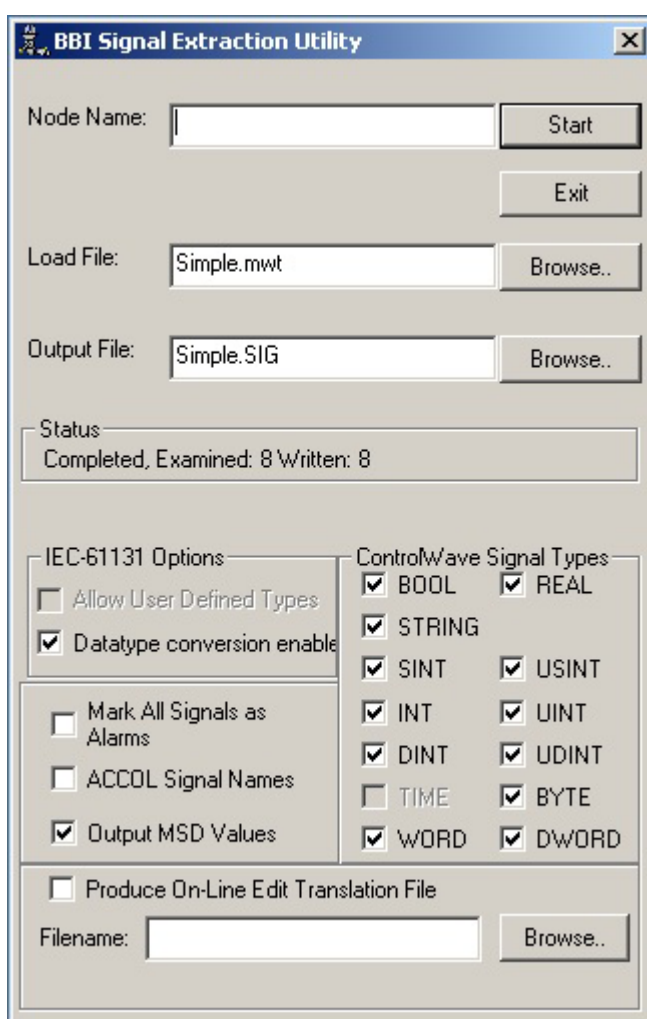 BBI Signal Extraction Utility
Node Name:
Start
Exit
Load File:
Simple.mwt
Browse..
Output File:
Simple.SIG
Browse..
Status
Completed, Examined: 8 Written: 8
IEC-61131 Options
Allow User Defined Types
Datatype conversion enable
ControlWave Signal Types
BOOL REAL
STRING
SINT USINT
INT UINT
DINT UDINT
TIME BYTE
WORD DWORD
Mark All Signals as
Alarms
ACCOL Signal Names
Output MSD Values
Produce On-Line Edit Translation File
Filename:
Browse..